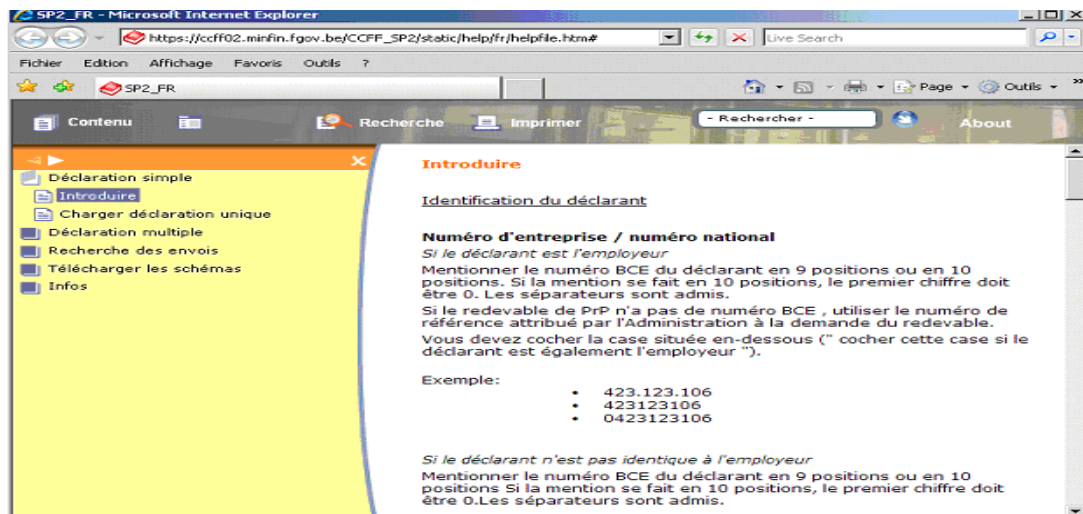 SP2_FR - Microsoft Internet Explorer
https://ccff02.minfin.fgov.be/CCFF_SP2/static/help/fr/helpfile.htm#
Live Search
Fichier Edition Affichage Favoris Outils ?
SP2_FR
Page Outils »
Contenu Recherche Imprimer - Rechercher - About
Déclaration simple
Introduire
Charger déclaration unique
Déclaration multiple
Recherche des envois
Télécharger les schémas
Infos
Introduire
Identification du déclarant
Numéro d'entreprise / numéro national
Si le déclarant est l'employeur
Mentionner le numéro BCE du déclarant en 9 positions ou en 10
positions. Si la mention se fait en 10 positions, le premier chiffre doit
être 0. Les séparateurs sont admis.
Si le redevable de PrP n'a pas de numéro BCE , utiliser le numéro de
référence attribué par l'Administration à la demande du redevable.
Vous devez cocher la case située en-dessous (" cocher cette case si le
déclarant est également l'employeur ").
Exemple:
• 423.123.106
• 423123106
• 0423123106
Si le déclarant n'est pas identique à l'employeur
Mentionner le numéro BCE du déclarant en 9 positions ou en 10
positions Si la mention se fait en 10 positions, le premier chiffre doit
être 0.Les séparateurs sont admis.